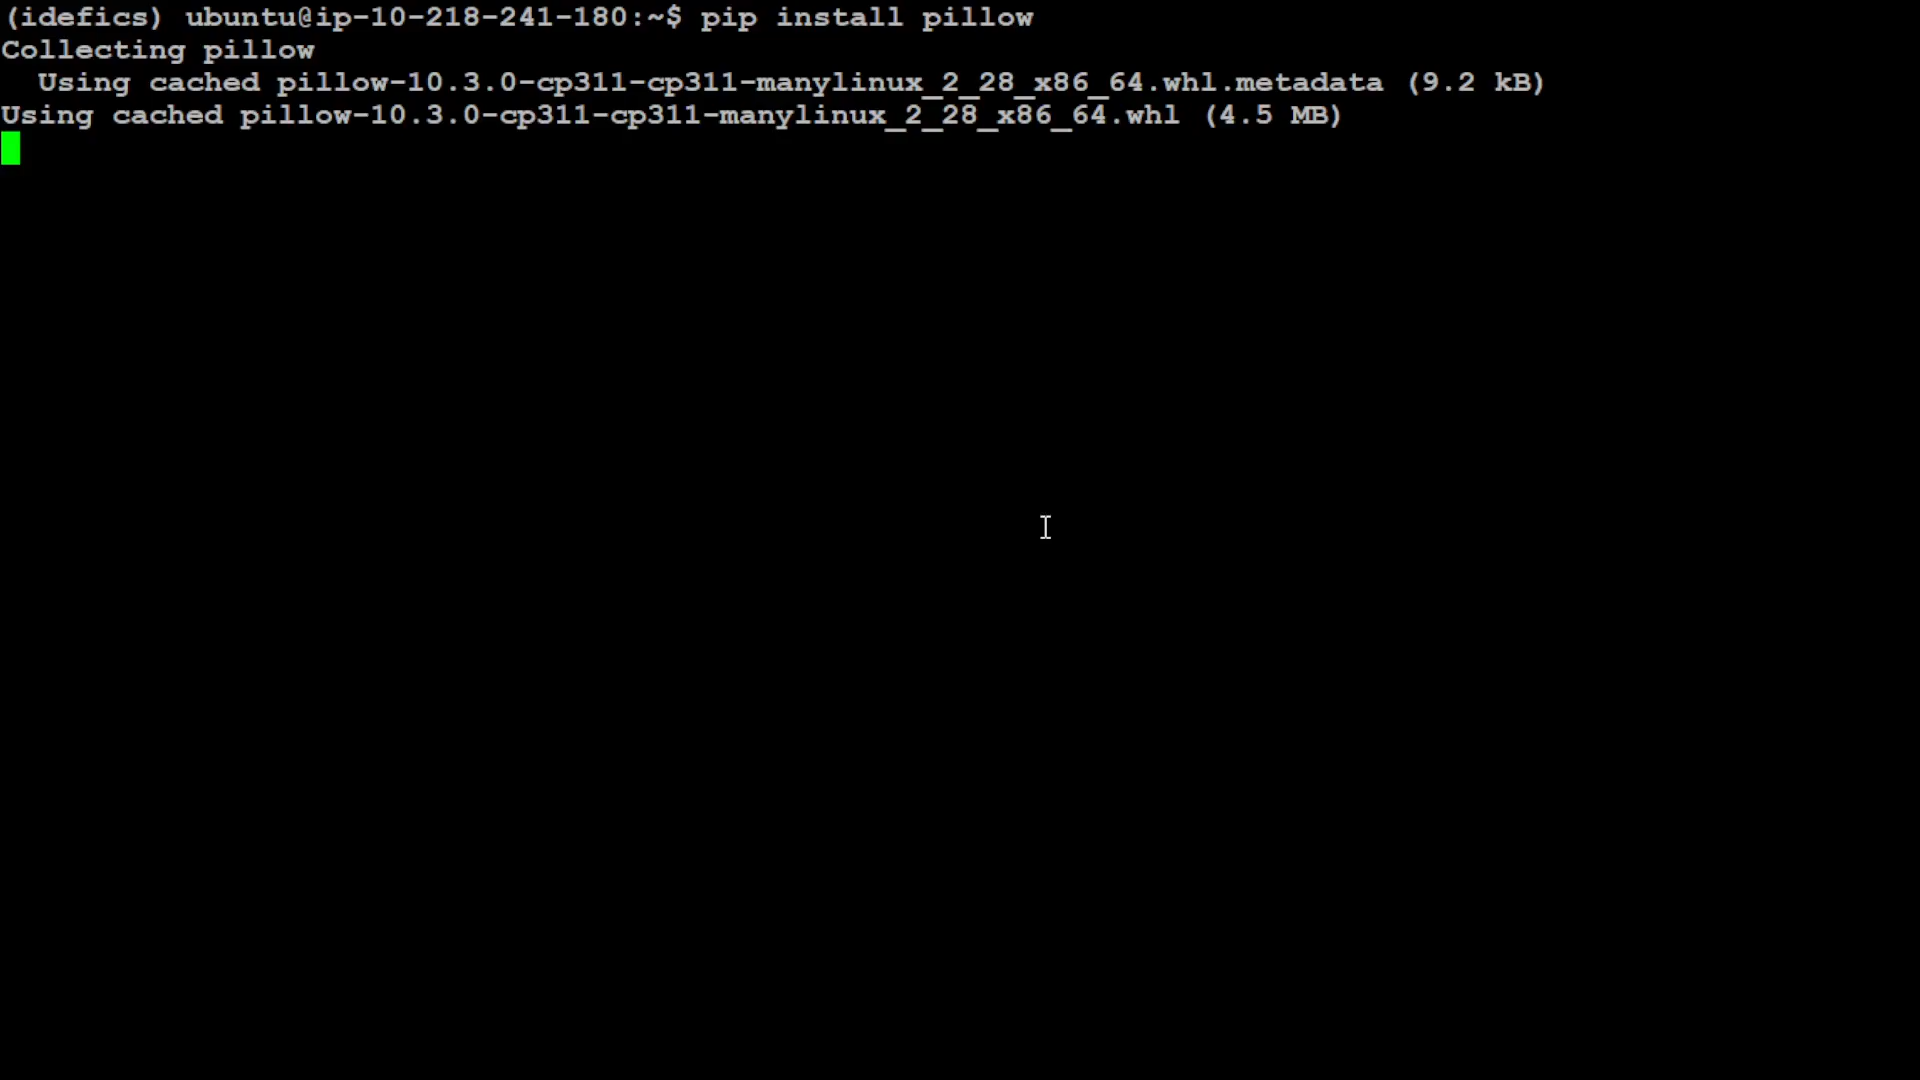 (idefics) ubuntu@ip-10-218-241-180:~$ pip install pillow
Collecting pillow
  Using cached pillow-10.3.0-cp311-cp311-manylinux_2_28_x86_64.whl.metadata (9.2 kB)
Using cached pillow-10.3.0-cp311-cp311-manylinux_2_28_x86_64.whl (4.5 MB)